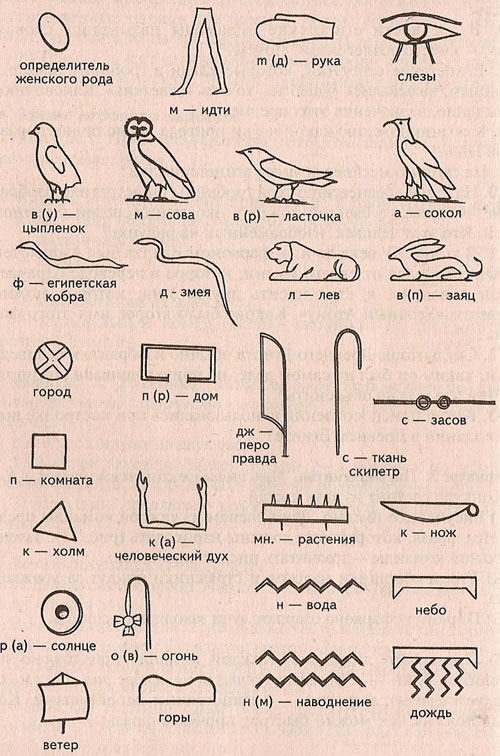 определитель
женского рода
м — идти
т (д) — рука
слезы
в (у) —
цыпленок
м — сова
в (р) — ласточка
а — сокол
ф — египетская
кобра
д - змея
л — лев
в (п) — заяц
город
п (р) — дом
дж —
перо
правда
с — ткань
скипетр
с — засов
п — комната
к — холм
к (а) —
человеческий дух
мн. — растения
к — нож
р (а) — солнце
о (в) — огонь
н — вода
небо
ветер
горы
н (м) — наводнение
дождь